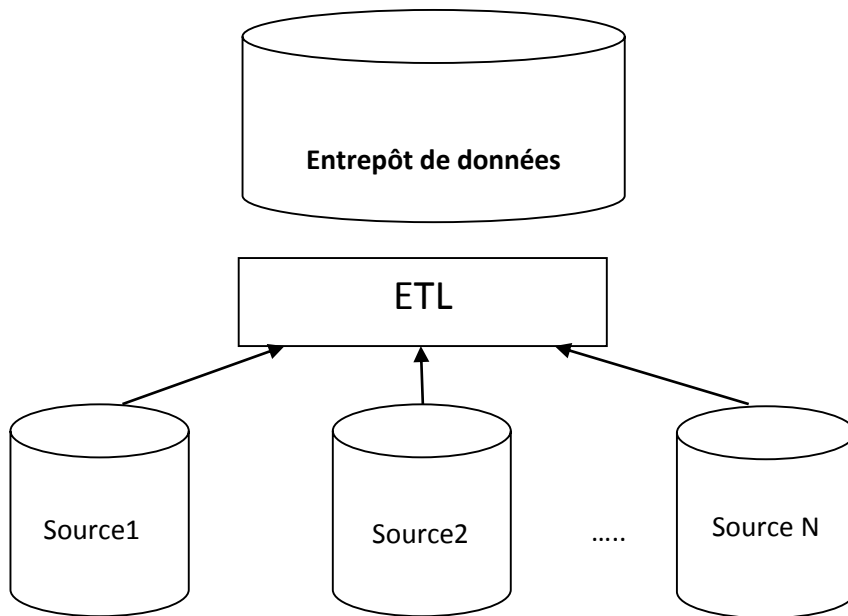 Entrepôt de données
ETL
Source1
Source2
.....
Source N